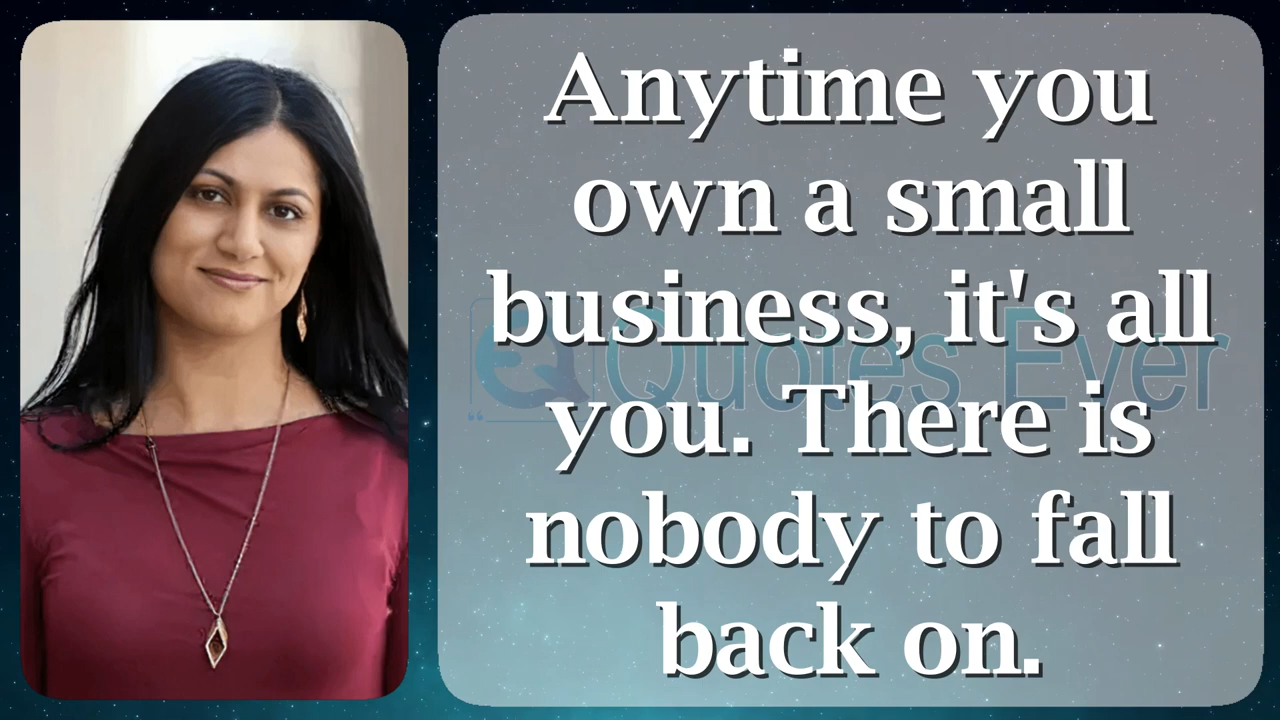 Anytime you
own a small
business, it's all
you. There is
nobody to fall
back on.
Quotes Ever